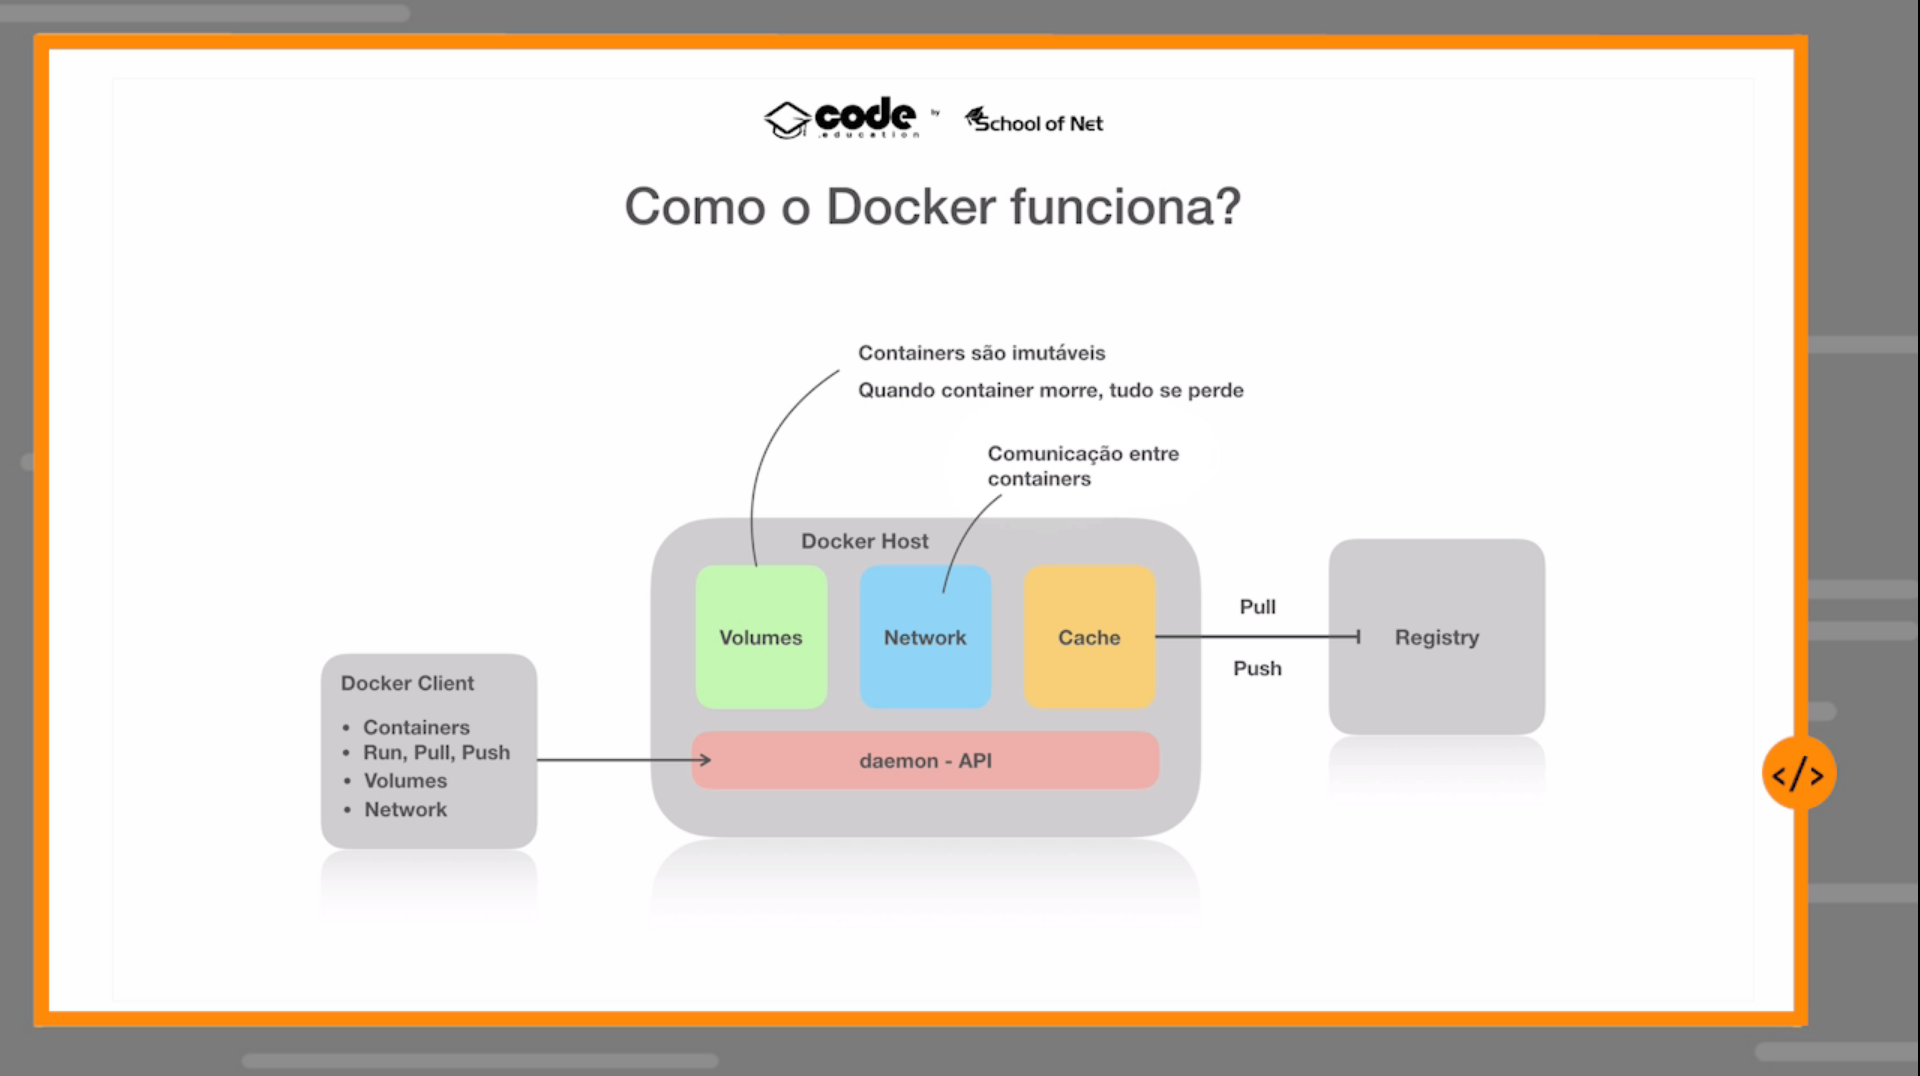 code
.education
by
School of Net
Como o Docker funciona?
Containers são imutáveis
Quando container morre, tudo se perde
Comunicação entre
containers
Docker Host
Volumes
Network
Cache
daemon - API
Pull
Push
Registry
Docker Client
• Containers
• Run, Pull, Push
• Volumes
• Network
</>